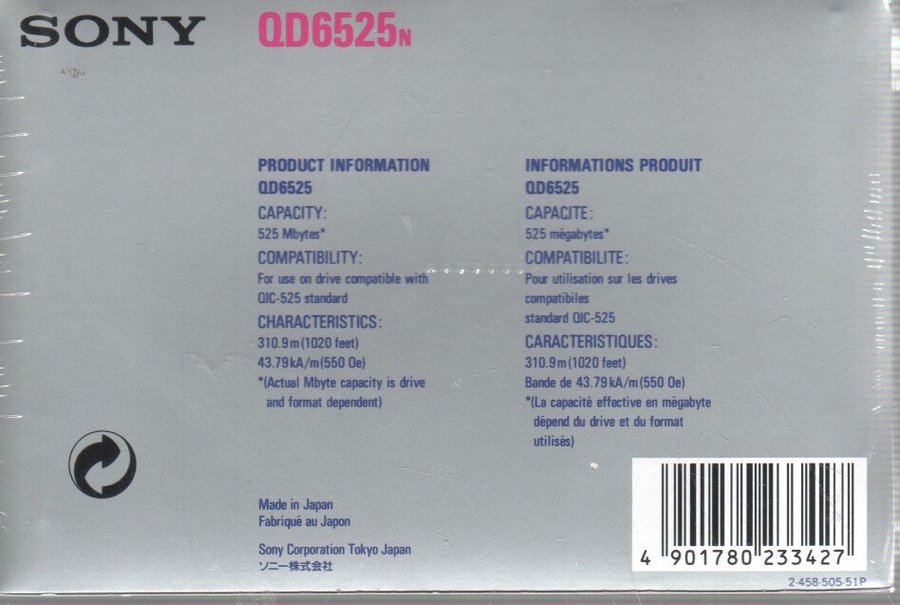 SONY QD6525N
PRODUCT INFORMATION
QD6525
CAPACITY:
525 Mbytes*
COMPATIBILITY:
For use on drive compatible with
QIC-525 standard
CHARACTERISTICS:
310.9m(1020 feet)
43.79kA/m(550 Oe)
*(Actual Mbyte capacity is drive
and format dependent)
INFORMATIONS PRODUIT
QD6525
CAPACITE:
525 mégabytes*
COMPATIBILITE:
Pour utilisation sur les drives
compatibiles
standard QIC-525
CARACTERISTIQUES:
310.9m(1020 feet)
Bande de 43.79kA/m(550 Oe)
*(La capacité effective en mégabyte
dépend du drive et du format
utilisés)
Made in Japan
Fabriqué au Japon
Sony Corporation Tokyo Japan
ソニー株式会社
4 901780 233427
2-458-505-51P